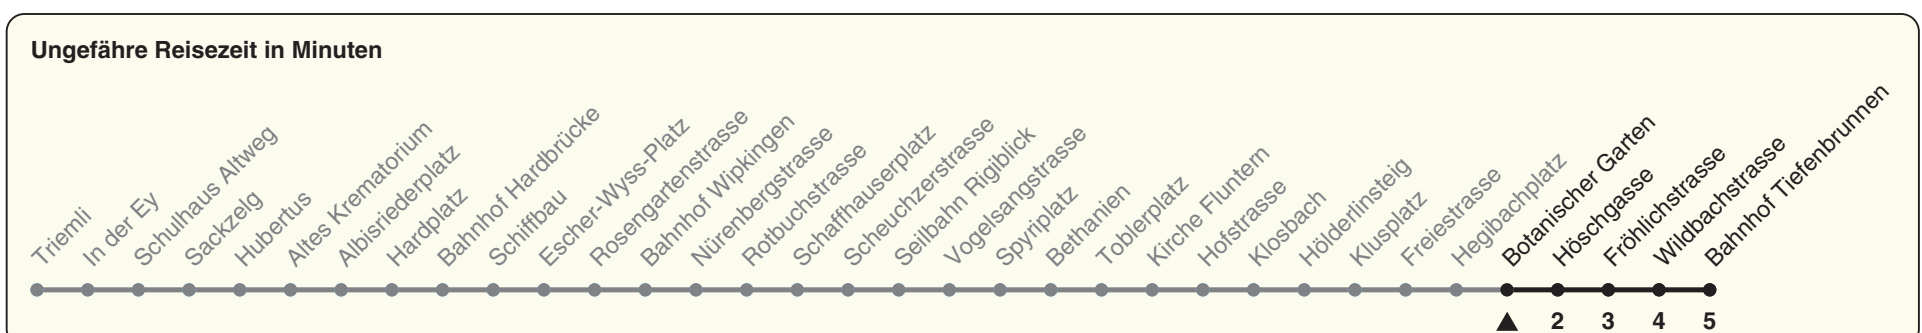 Ungefähre Reisezeit in Minuten
Triemli
In der Ey
Schulhaus Altweg
Sackzelg
Hubertus
Altes Krematorium
Albisriederplatz
Hardplatz
Bahnhof Hardbrücke
Schiffbau
Escher-Wyss-Platz
Rosengartenstrasse
Bahnhof Wipkingen
Nürenbergstrasse
Rotbuchstrasse
Schaffhauserplatz
Scheuchzerstrasse
Seilbahn Rigiblick
Vogelsangstrasse
Spyriplatz
Bethanien
Toblerplatz
Kirche Fluntern
Hofstrasse
Klosbach
Hölderlinsteig
Klusplatz
Freiestrasse
Hegibachplatz
Botanischer Garten
Höschgasse
Fröhlichstrasse
Wildbachstrasse
Bahnhof Tiefenbrunnen
2 3 4 5